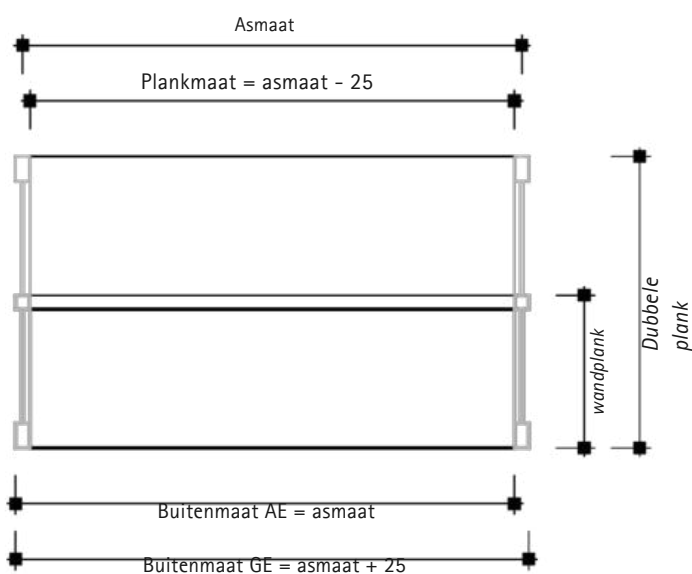 Asmaat
Plankmaat = asmaat - 25
Dubbele
plank
wandplank
Buitenmaat AE = asmaat
Buitenmaat GE = asmaat + 25